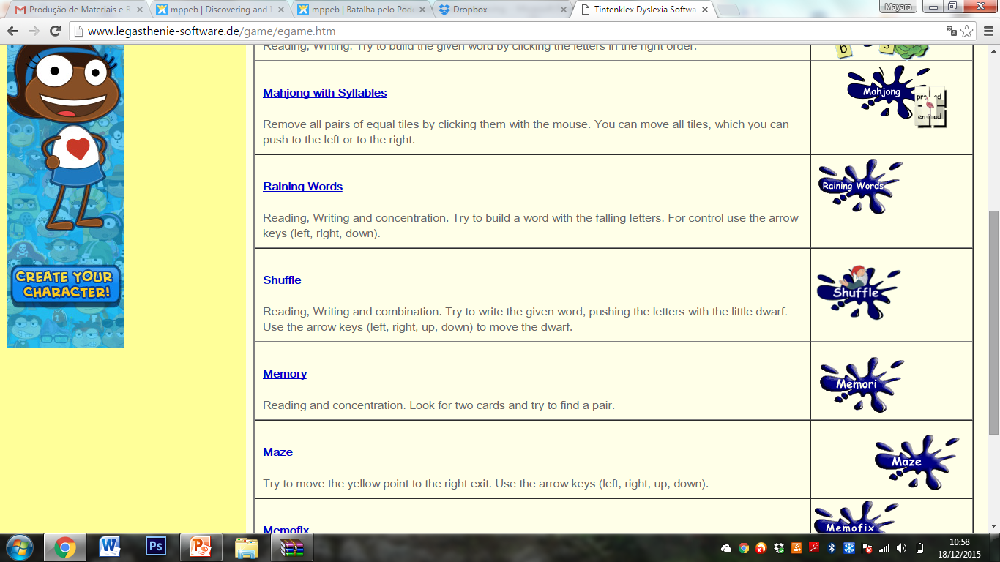 Produção de Materiais e R
mppeb | Discovering and I
mppeb | Batalha pelo Pod
Dropbox
Tintenklex Dyslexia Softwa
Mayara
www.legasthenie-software.de/game/egame.htm
CREATE YOUR
CHARACTER!
Reading, Writing. Try to build the given word by clicking the letters in the right order.
b
s
Mahjong with Syllables
Remove all pairs of equal tiles by clicking them with the mouse. You can move all tiles, which you can
push to the left or to the right.
Mahjong
Raining Words
Reading, Writing and concentration. Try to build a word with the falling letters. For control use the arrow
keys (left, right, down).
Raining Words
Shuffle
Reading, Writing and combination. Try to write the given word, pushing the letters with the little dwarf.
Use the arrow keys (left, right, up, down) to move the dwarf.
Shuffle
Memory
Reading and concentration. Look for two cards and try to find a pair.
Memori
Maze
Try to move the yellow point to the right exit. Use the arrow keys (left, right, up, down).
Maze
Memofix
Memofix
W
Ps
P
10:58
18/12/2015